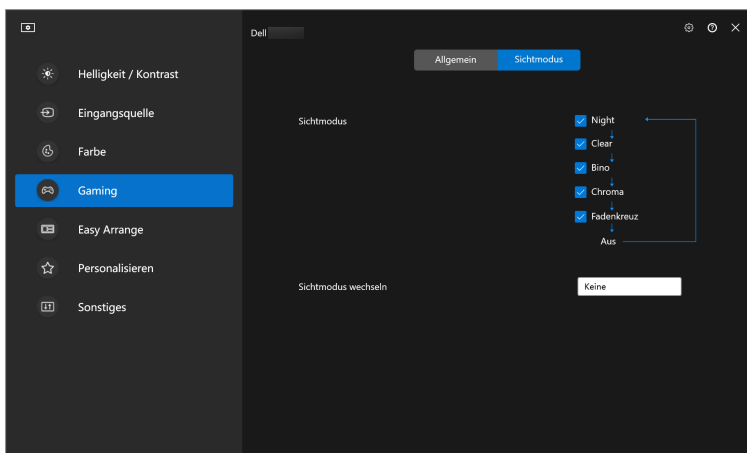 Dell
Allgemein
Sichtmodus
Helligkeit / Kontrast
Eingangsquelle
Farbe
Gaming
Easy Arrange
Personalisieren
Sonstiges
Sichtmodus
Night
Clear
Bino
Chroma
Fadenkreuz
Aus
Sichtmodus wechseln
Keine